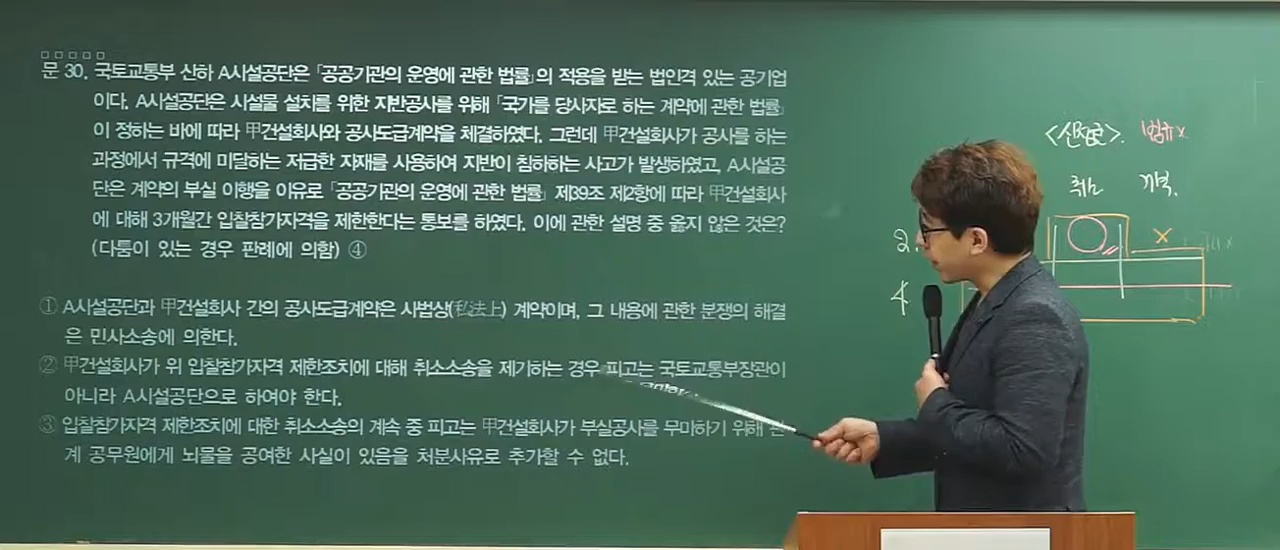 문 30. 국토교통부 산하 A시설공단은 「공공기관의 운영에 관한 법률」의 적용을 받는 법인격 있는 공기업
이다. A시설공단은 시설물 설치를 위한 지반공사를 위해 「국가를 당사자로 하는 계약에 관한 법률」
이 정하는 바에 따라 甲건설회사와 공사도급계약을 체결하였다. 그런데 甲건설회사가 공사를 하는
과정에서 규격에 미달하는 저급한 자재를 사용하여 지반이 침하하는 사고가 발생하였고, A시설공
단은 계약의 부실 이행을 이유로 「공공기관의 운영에 관한 법률」 제39조 제2항에 따라 甲건설회사
에 대해 3개월간 입찰참가자격을 제한한다는 통보를 하였다. 이에 관한 설명 중 옳지 않은 것은?
(다툼이 있는 경우 판례에 의함) ④
① A시설공단과 甲건설회사 간의 공사도급계약은 사법상(私法上) 계약이며, 그 내용에 관한 분쟁의 해결
은 민사소송에 의한다.
② 甲건설회사가 위 입찰참가자격 제한조치에 대해 취소소송을 제기하는 경우 피고는 국토교통부장관이
아니라 A시설공단으로 하여야 한다.
③ 입찰참가자격 제한조치에 대한 취소소송의 계속 중 피고는 甲건설회사가 부실공사를 무마하기 위해 관
계 공무원에게 뇌물을 공여한 사실이 있음을 처분사유로 추가할 수 없다.
법규 x
취소 기각.
2.
x
4